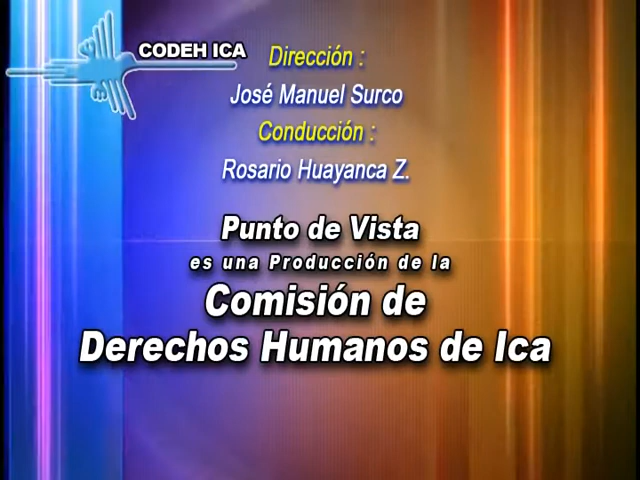 CODEH ICA
Dirección :
José Manuel Surco
Conducción :
Rosario Huayanca Z.
Punto de Vista
es una Producción de la
Comisión de
Derechos Humanos de Ica